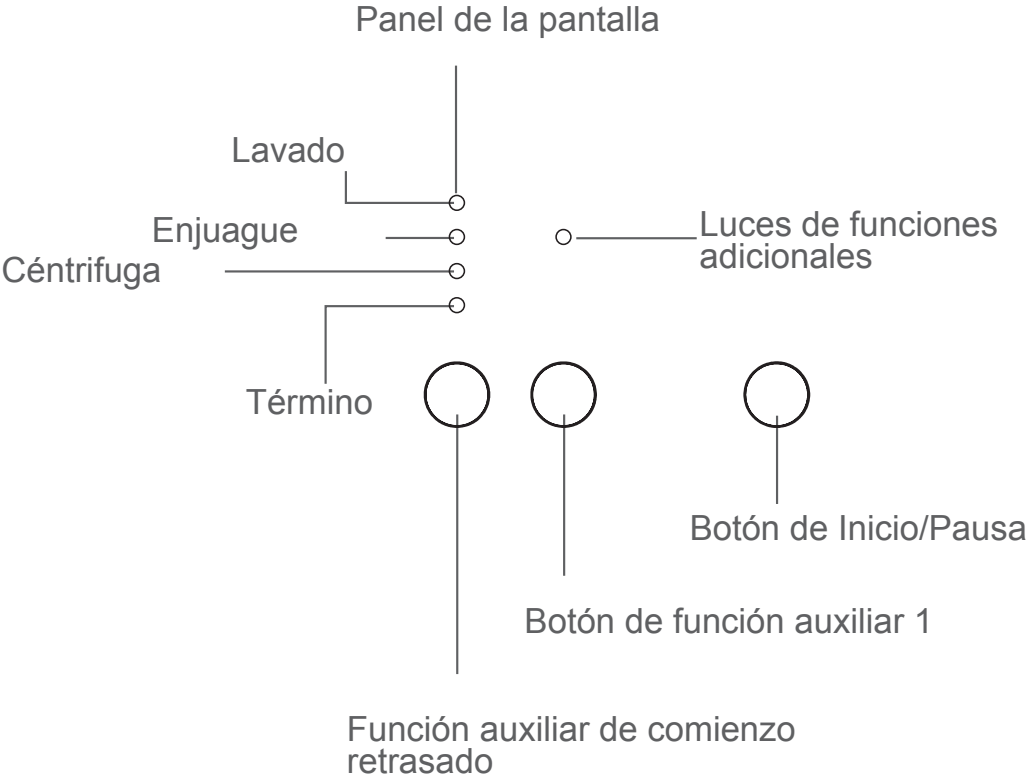 Panel de la pantalla
Lavado
Enjuague
Luces de funciones
adicionales
Céntrifuga
Término
Botón de Inicio/Pausa
Botón de función auxiliar 1
Función auxiliar de comienzo
retrasado